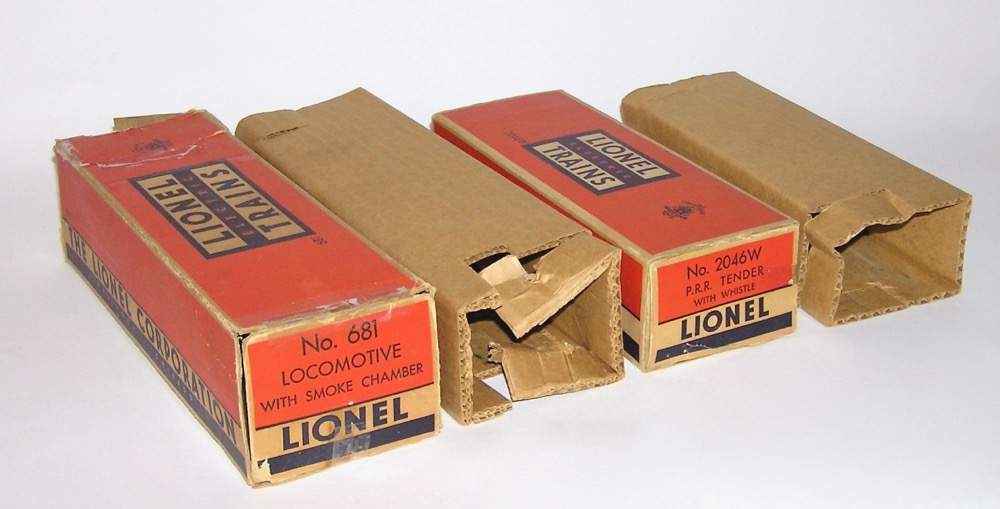 LIONEL
ELECTRIC
TRAINS
681
THE LIONEL CORPORATION
No. 681
LOCOMOTIVE
WITH SMOKE CHAMBER
LIONEL
LIONEL
ELECTRIC
TRAINS
No. 2046W
P.R.R. TENDER
WITH WHISTLE
LIONEL